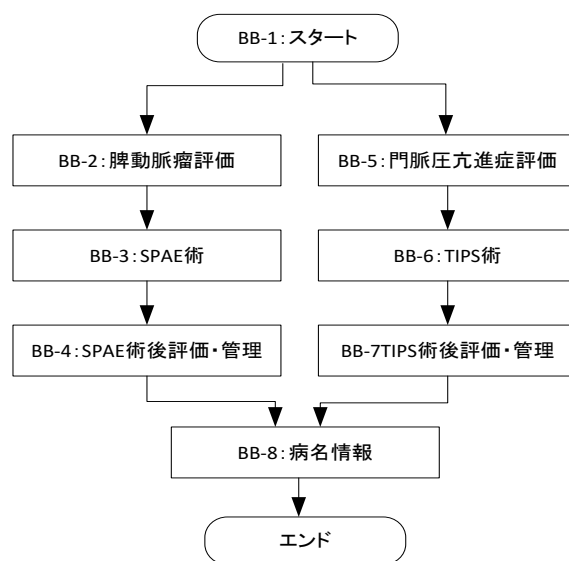 BB-1：スタート
BB-2：脾動脈瘤評価
BB-5：門脈圧亢進症評価
BB-3：SPAE術
BB-6：TIPS術
BB-4：SPAE術後評価・管理
BB-7TIPS術後評価・管理
BB-8：病名情報
エンド